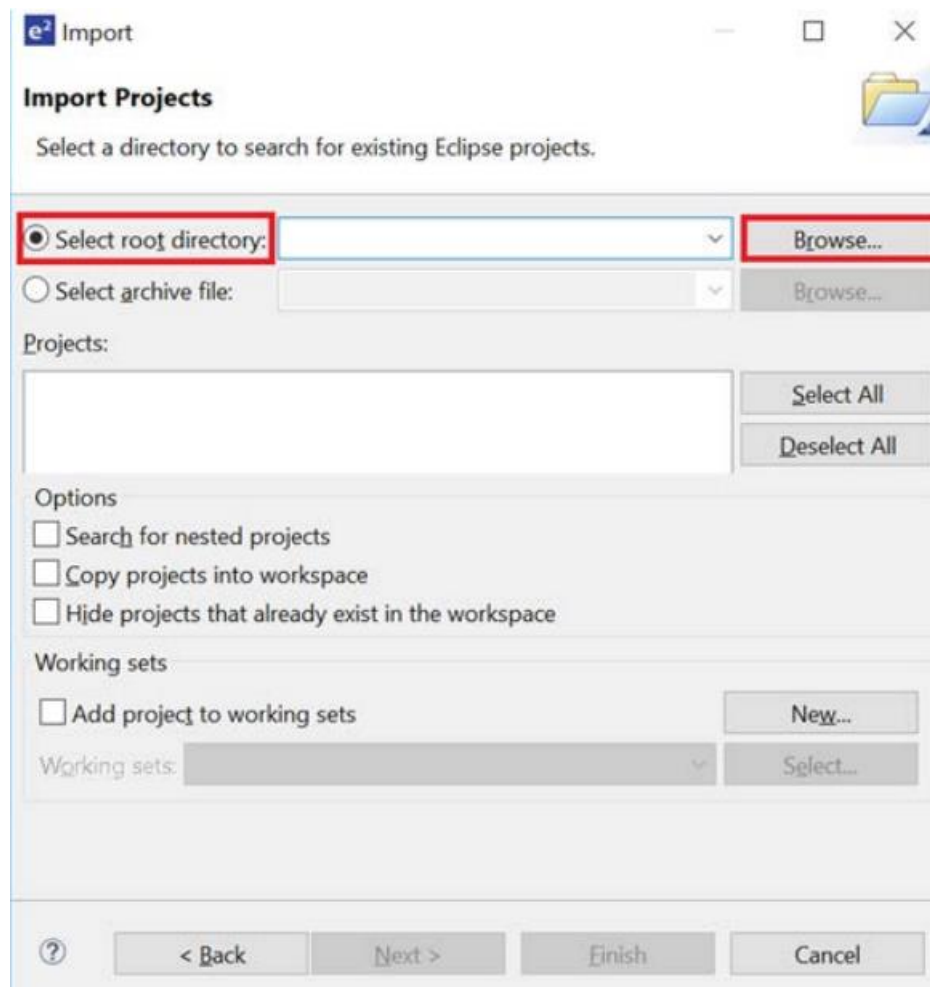 e² Import
Import Projects
Select a directory to search for existing Eclipse projects.
Select root directory: Browse...
Select archive file: Browse...
Projects:
Select All
Deselect All
Options
Search for nested projects
Copy projects into workspace
Hide projects that already exist in the workspace
Working sets
Add project to working sets New...
Working sets: Select...
? < Back Next > Finish Cancel